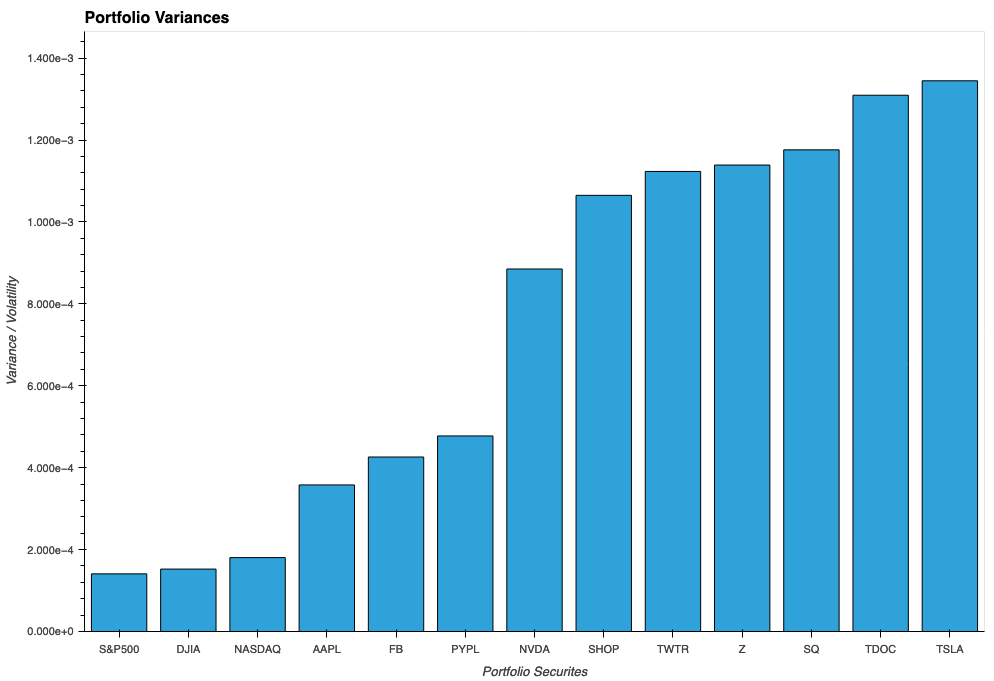 Portfolio Variances
1.400e−3
1.200e−3
1.000e−3
8.000e−4
6.000e−4
4.000e−4
2.000e−4
0.000e+0
Variance / Volatility
S&P500 DJIA NASDAQ AAPL FB PYPL NVDA SHOP TWTR Z SQ TDOC TSLA
Portfolio Securites